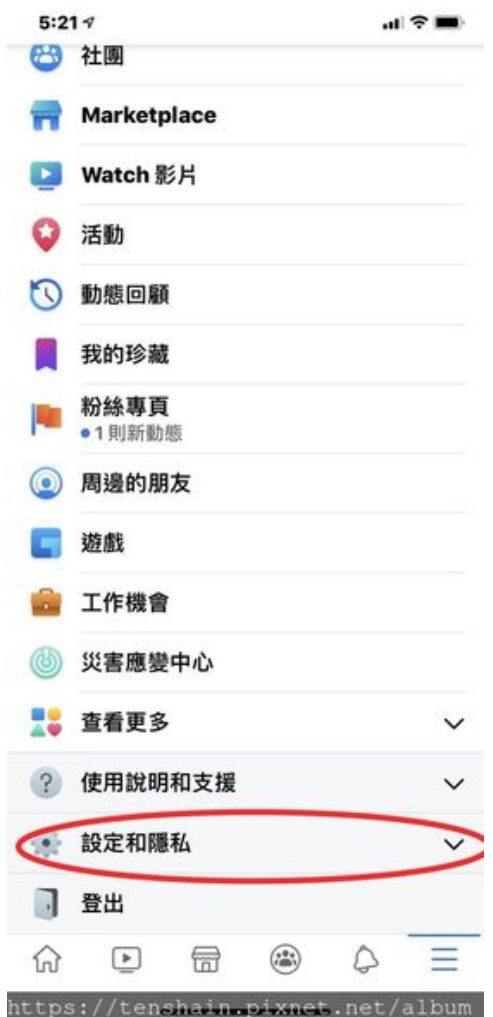 5:21
社團
Marketplace
Watch 影片
活動
動態回顧
我的珍藏
粉絲專頁
1 則新動態
周邊的朋友
遊戲
工作機會
災害應變中心
查看更多
使用說明和支援
設定和隱私
登出
https://tenshain.pixnet.net/album